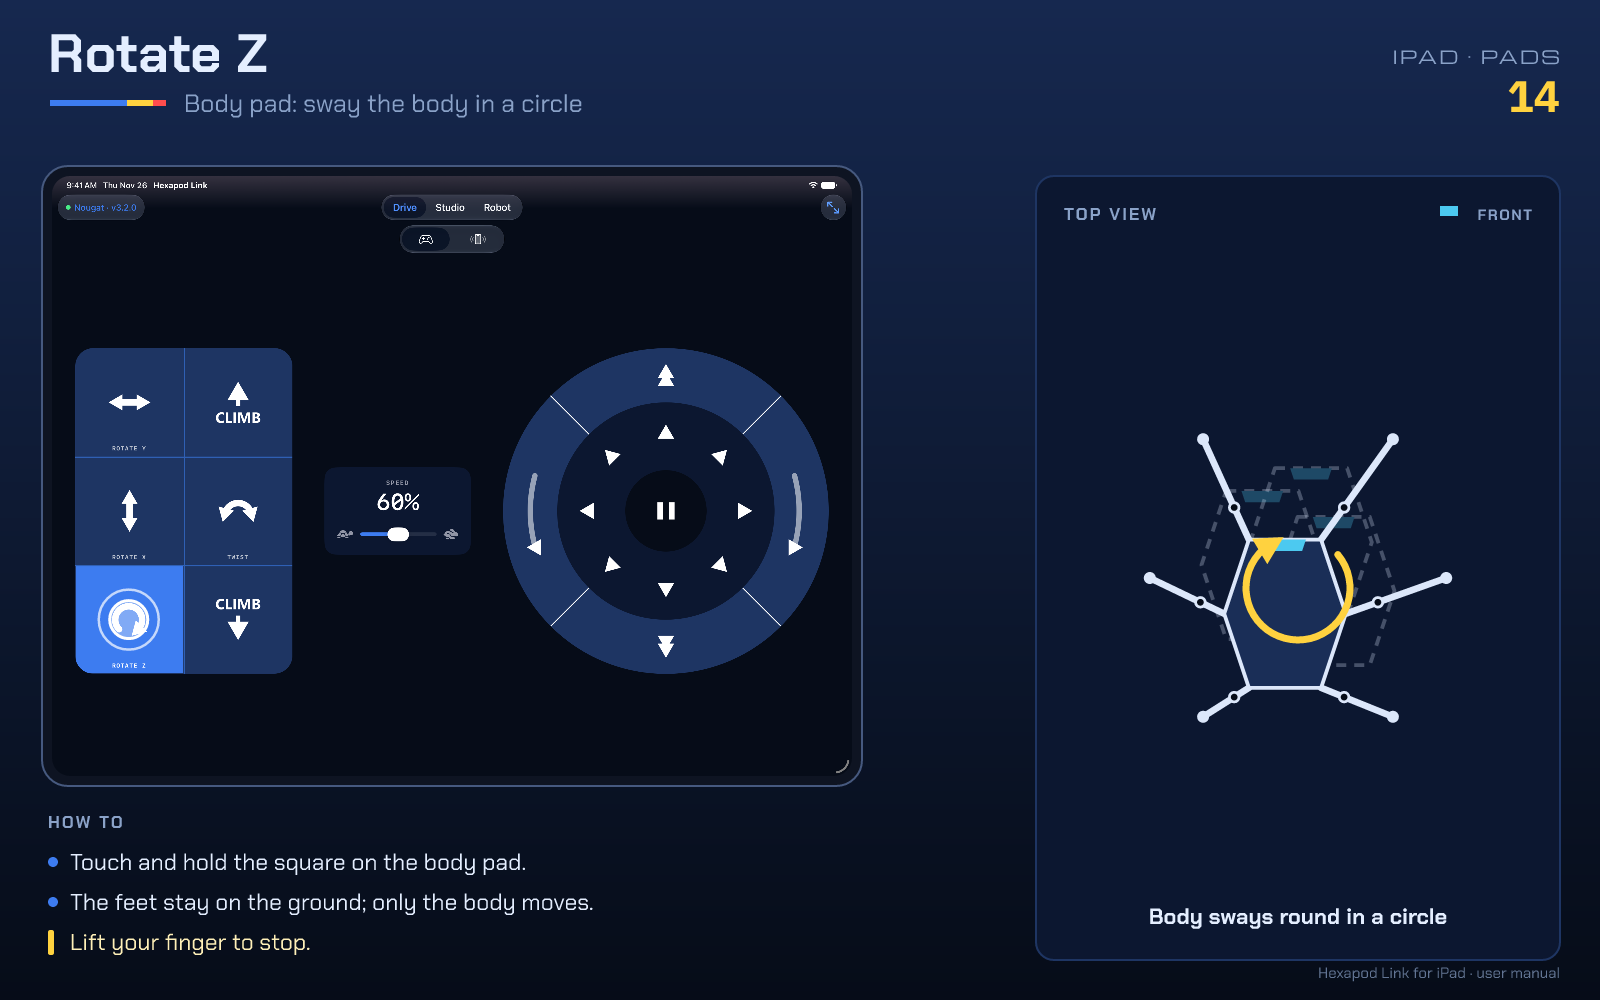 Rotate Z
Body pad: sway the body in a circle
IPAD · PADS
14
9:41 AM Thu Nov 26 Hexapod Link
Nougat · v3.2.0
Drive Studio Robot
ROTATE Y
CLIMB
ROTATE X
TWIST
ROTATE Z
CLIMB
SPEED
60%
TOP VIEW
FRONT
Body sways round in a circle
HOW TO
Touch and hold the square on the body pad.
The feet stay on the ground; only the body moves.
Lift your finger to stop.
Hexapod Link for iPad · user manual